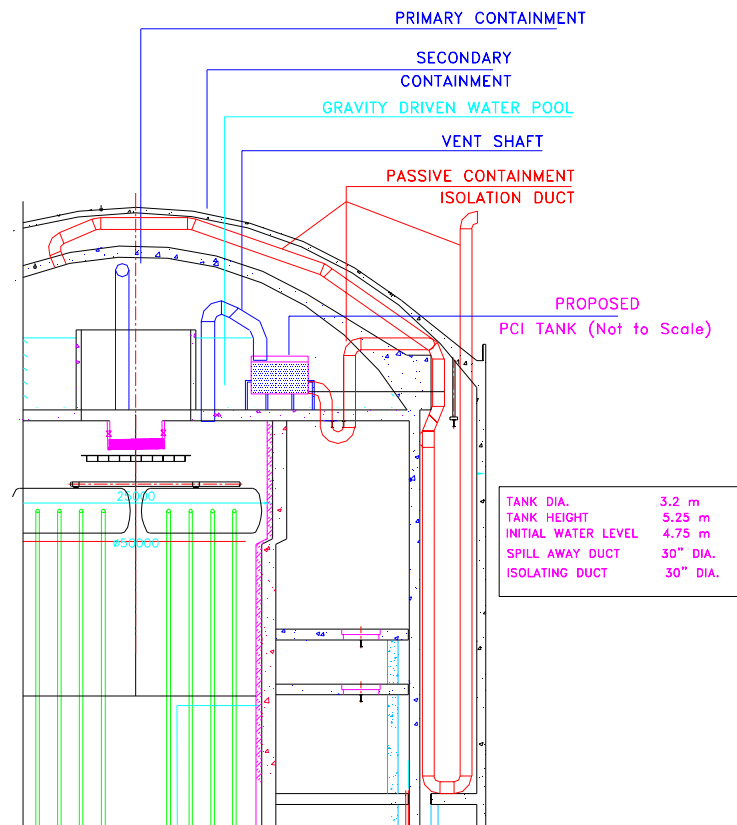 PRIMARY CONTAINMENT
SECONDARY
CONTAINMENT
GRAVITY DRIVEN WATER POOL
VENT SHAFT
PASSIVE CONTAINMENT
ISOLATION DUCT
PROPOSED
PCI TANK (Not to Scale)
25000
ø50000
TANK DIA. 3.2 m
TANK HEIGHT 5.25 m
INITIAL WATER LEVEL 4.75 m
SPILL AWAY DUCT 30" DIA.
ISOLATING DUCT 30" DIA.